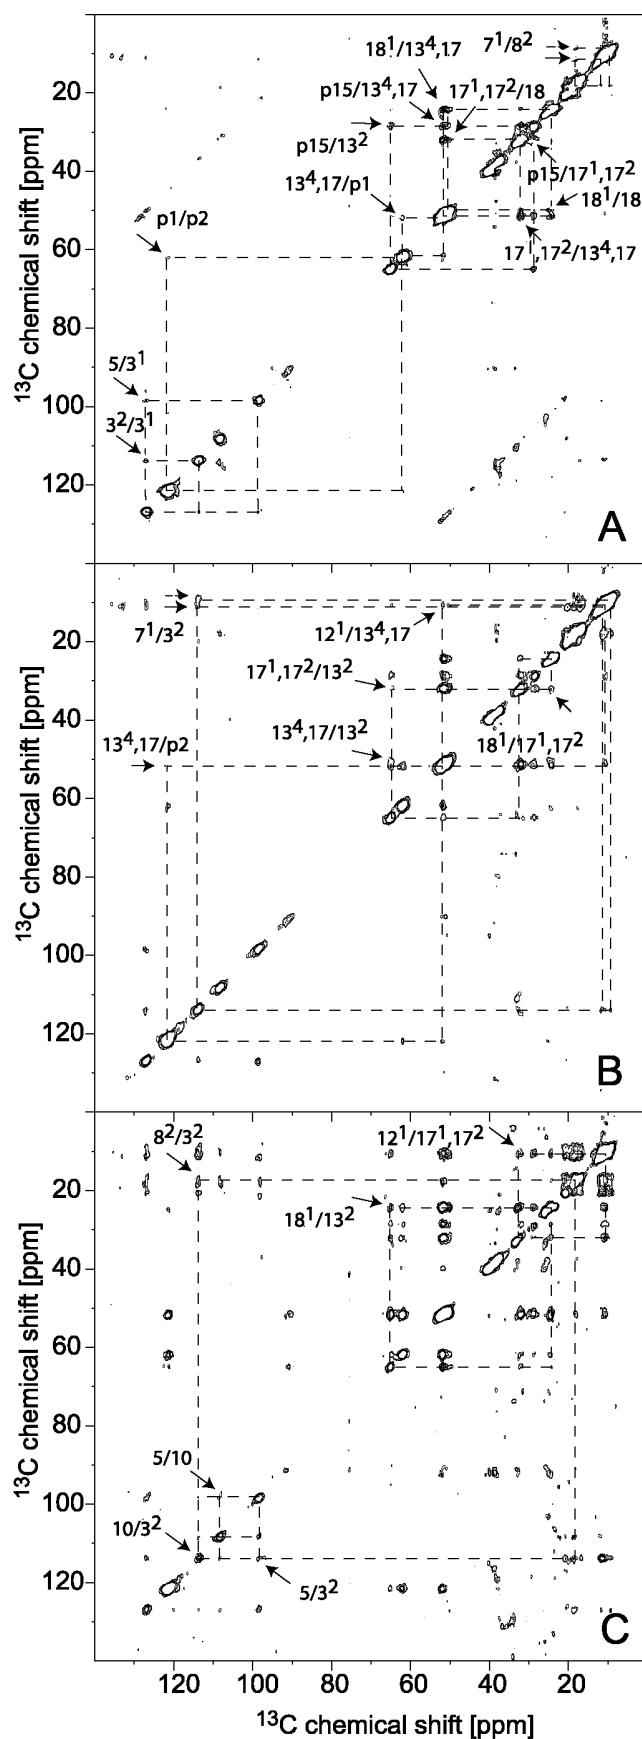 18¹/13⁴,17
7¹/8²
p15/13⁴,17
17¹,17²/18
p15/13²
p15/17¹,17²
13⁴,17/p1
18¹/18
p1/p2
17¹,17²/13⁴,17
5/3¹
3²/3¹
20
40
60
80
100
120
¹³C chemical shift [ppm]
A
7¹/3²
12¹/13⁴,17
17¹,17²/13²
13⁴,17/13²
18¹/17¹,17²
13⁴,17/p2
20
40
60
80
100
120
¹³C chemical shift [ppm]
B
8²/3²
12¹/17¹,17²
18¹/13²
5/10
10/3²
5/3²
20
40
60
80
100
120
¹³C chemical shift [ppm]
C
120 100 80 60 40 20
¹³C chemical shift [ppm]